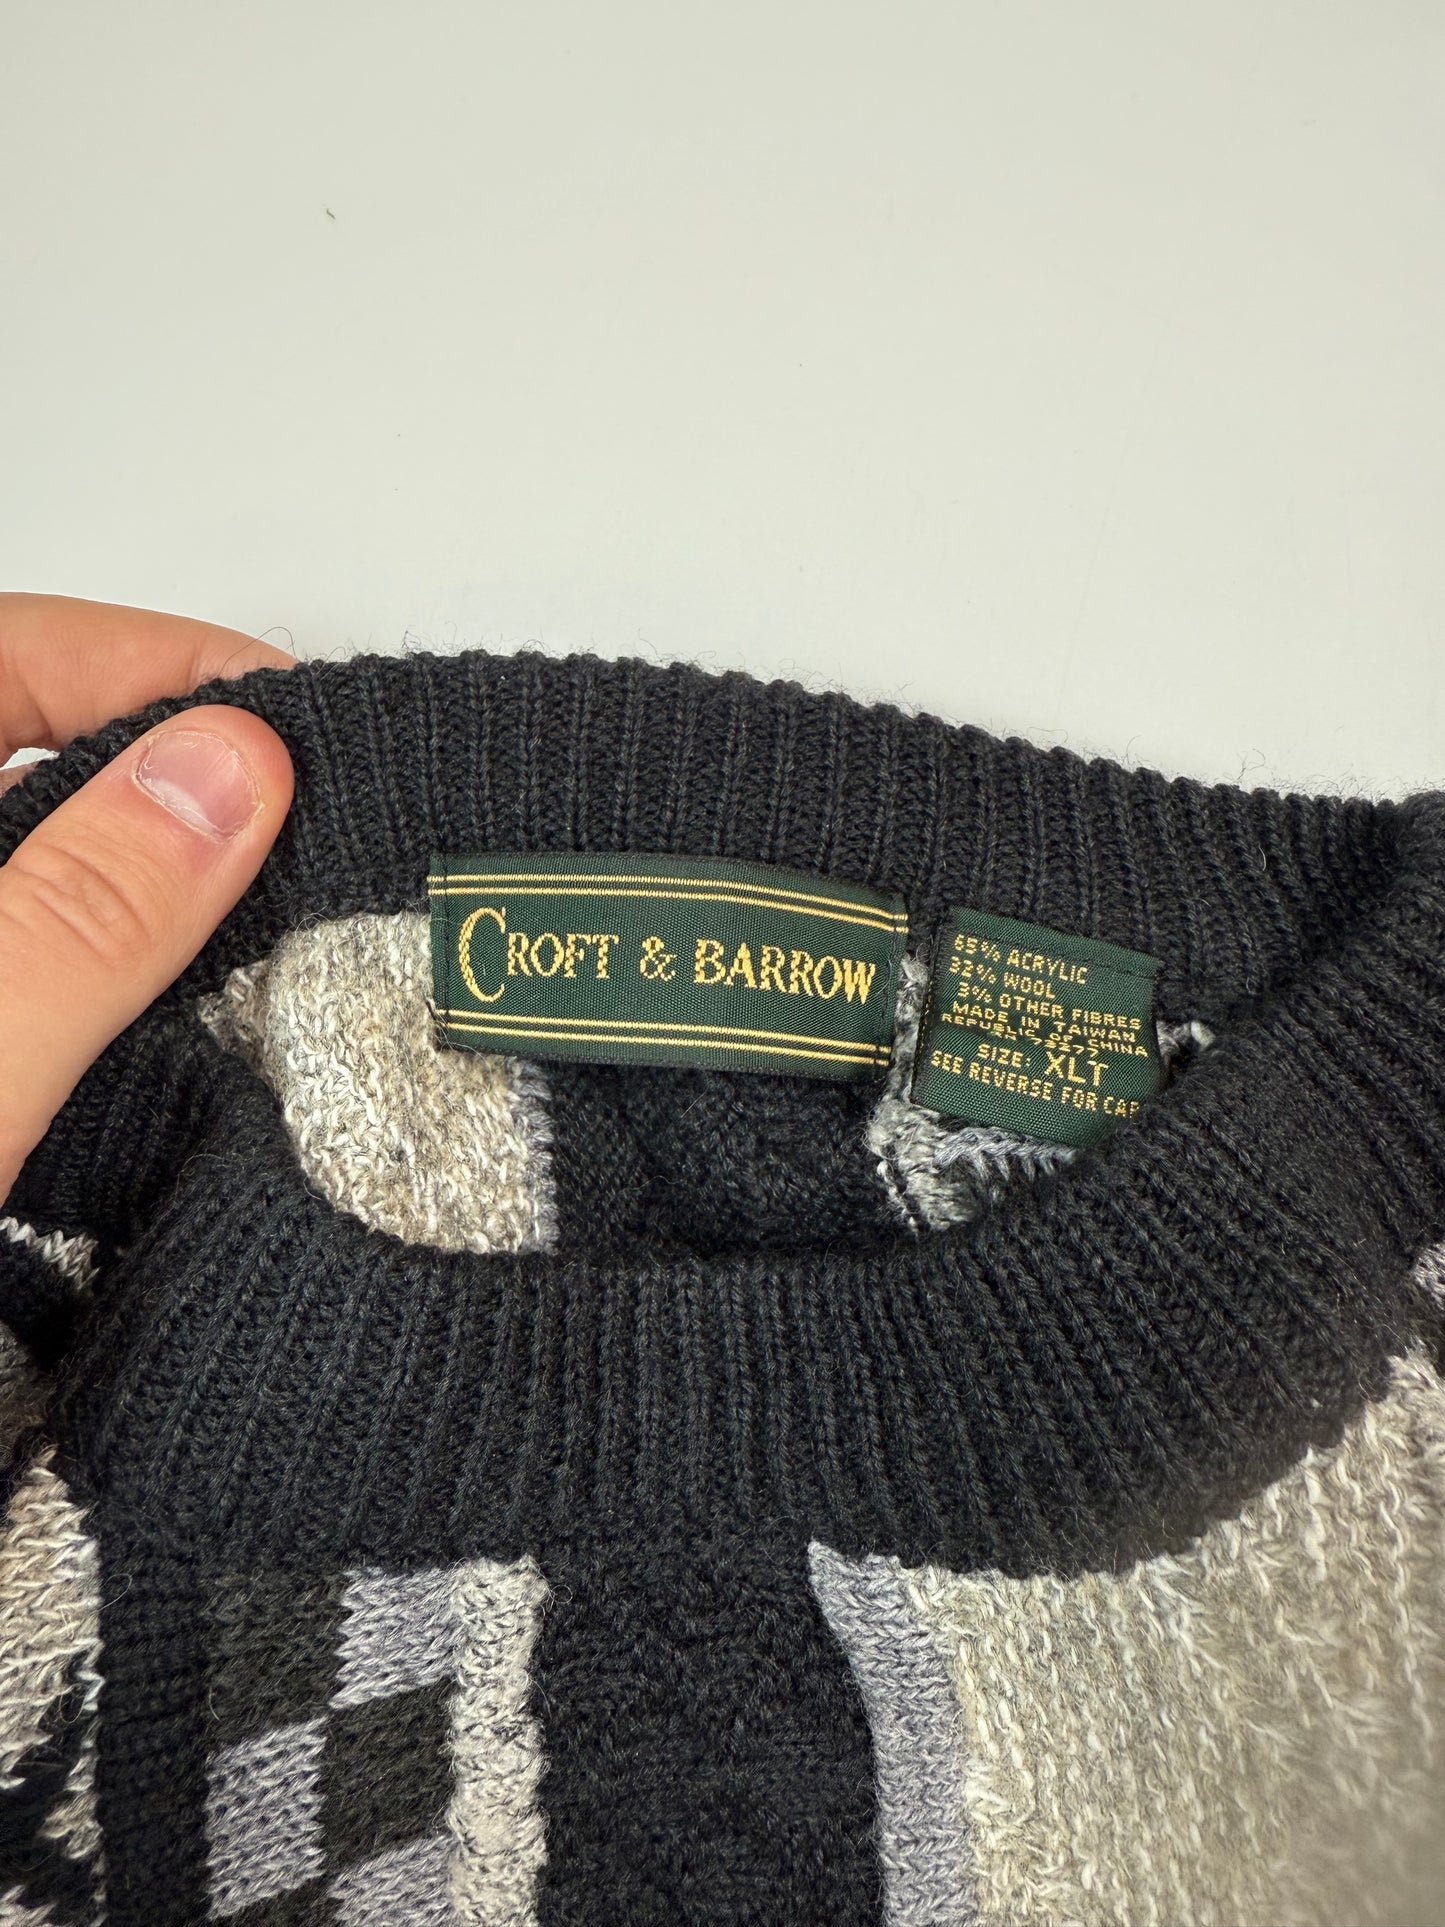 CROFT & BARROW
65% ACRYLIC
32% WOOL
3% OTHER FIBRES
MADE IN TAIWAN
REPUBLIC OF CHINA
SIZE: XLT
SEE REVERSE FOR CAR